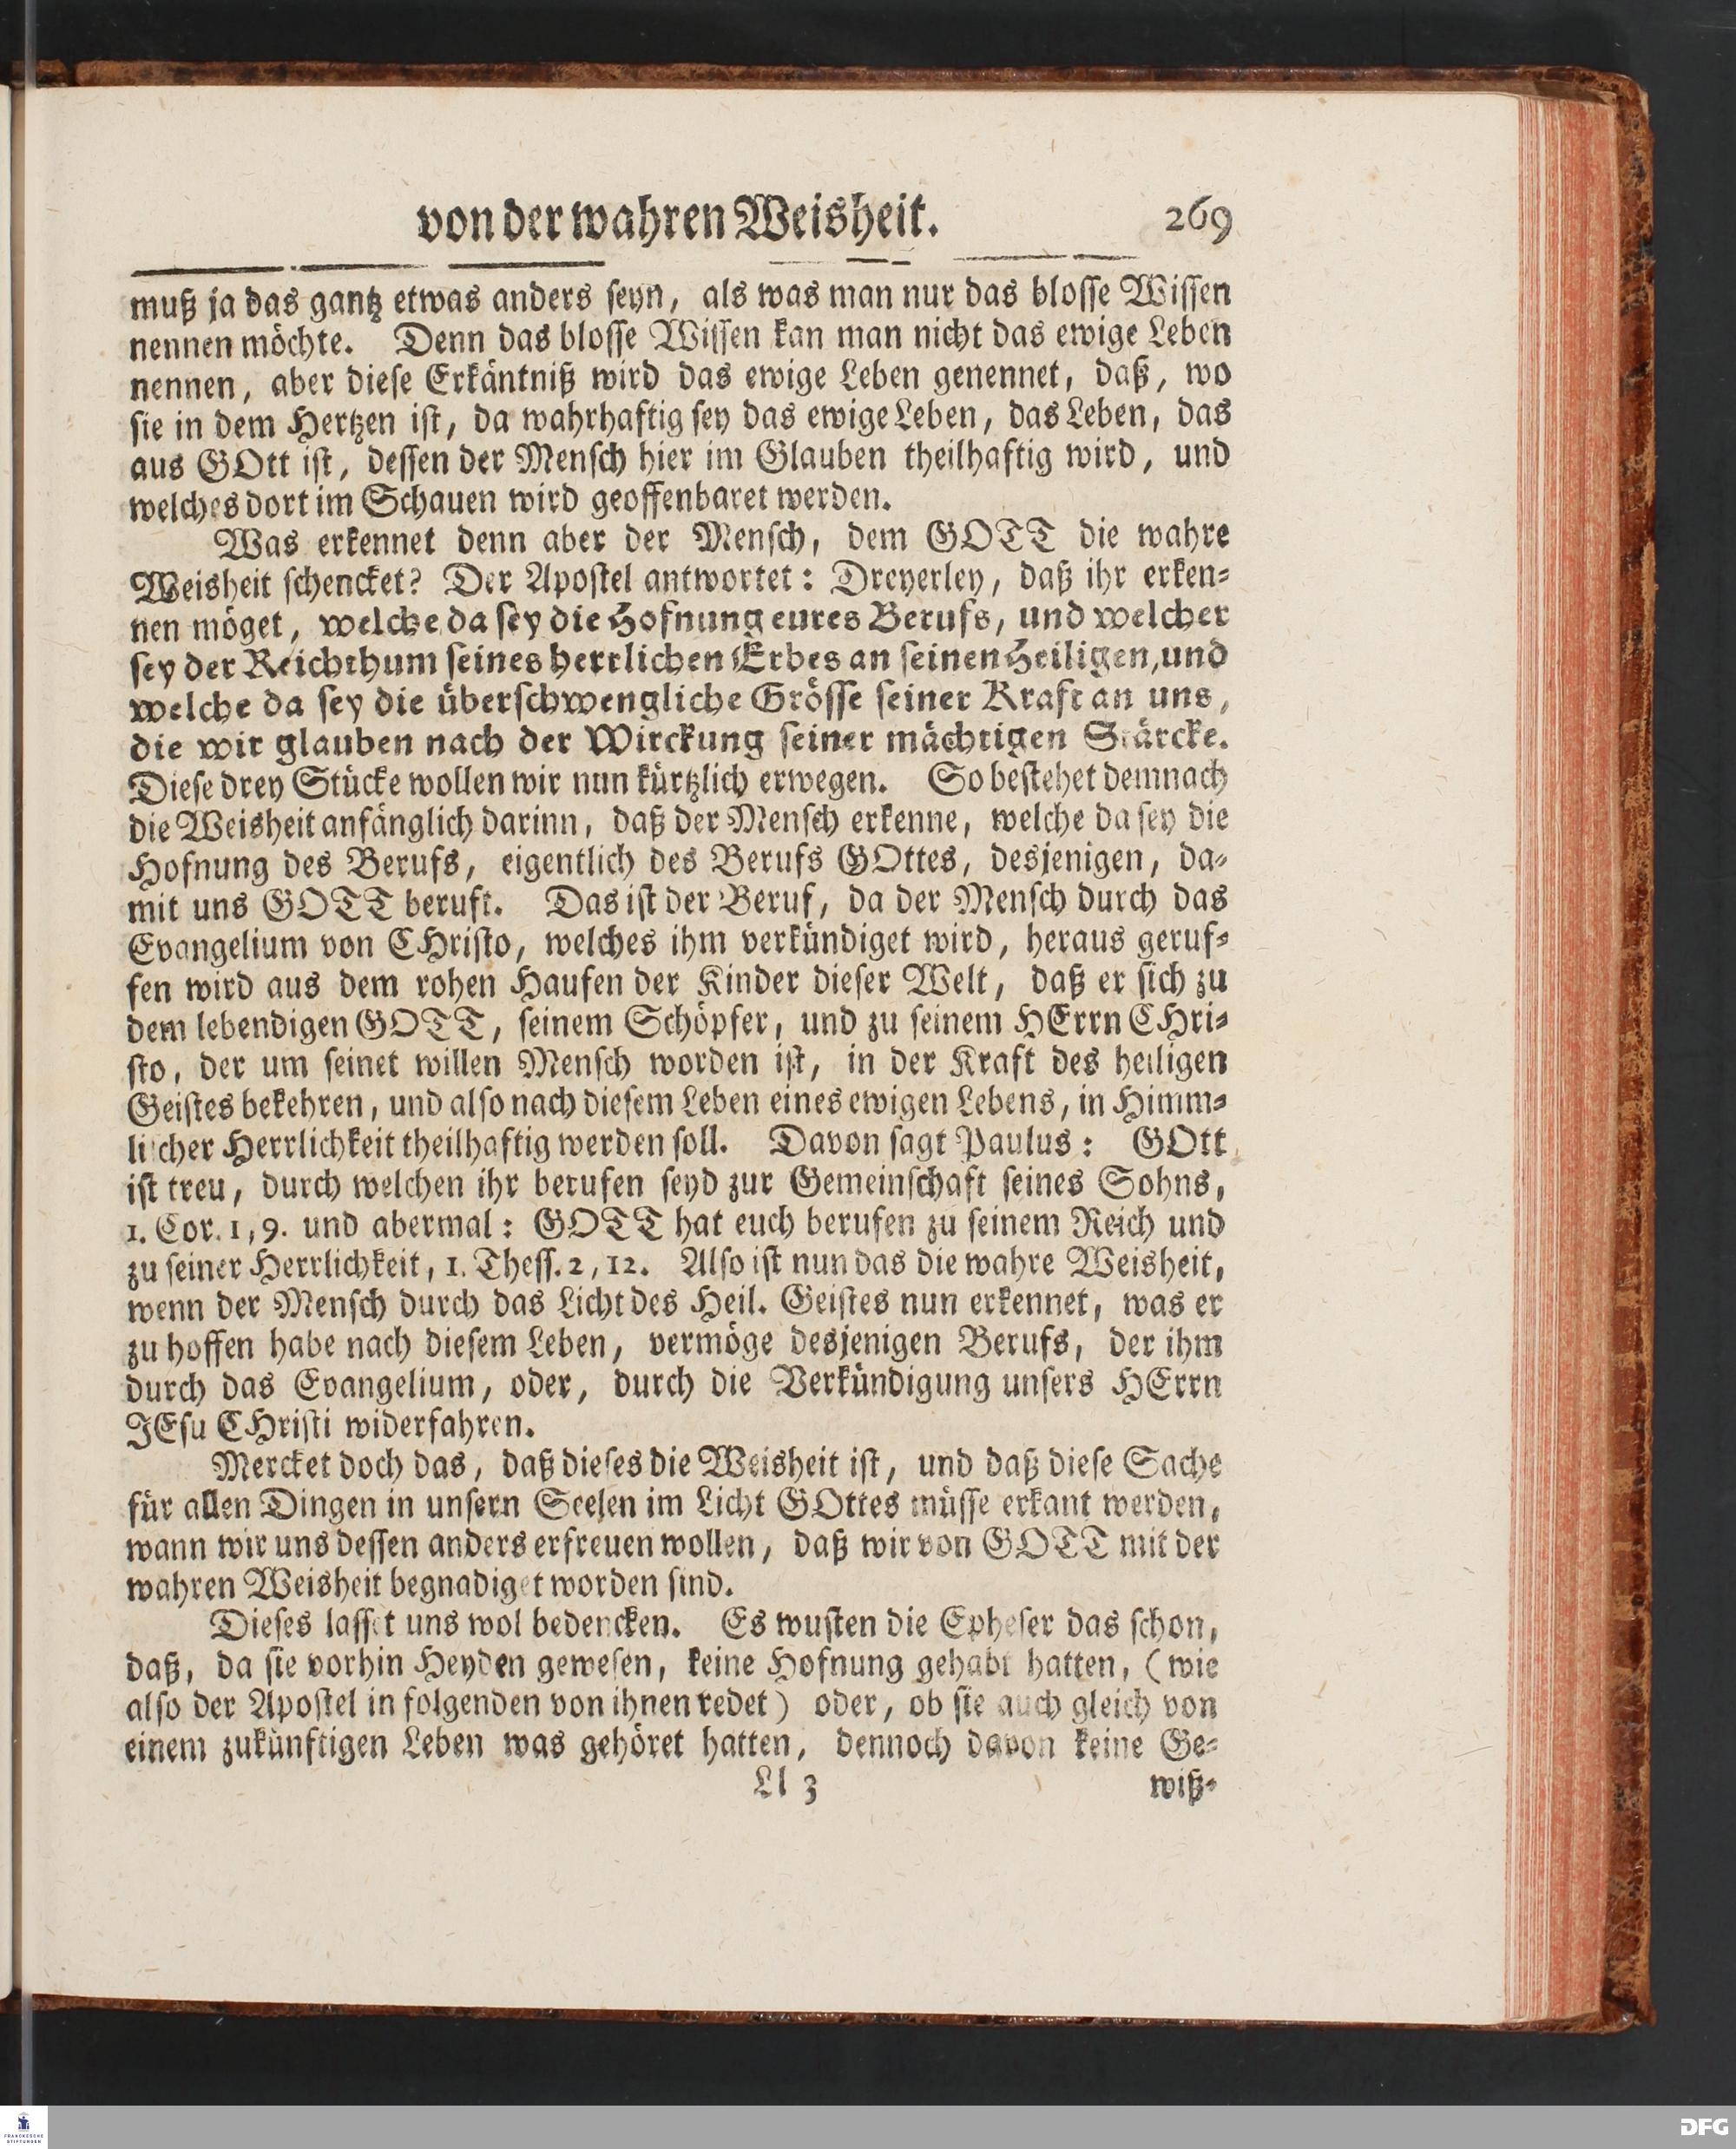 von der wahren Weisheit. 269
muß ja das gantz etwas anders seyn, als was man nur das blosse Wissen
nennen möchte. Denn das blosse Wissen kan man nicht das ewige Leben
nennen, aber diese Erkäntniß wird das ewige Leben genennet, daß, wo
sie in dem Hertzen ist, da wahrhaftig sey das ewige Leben, das Leben, das
aus GOtt ist, dessen der Mensch hier im Glauben theilhaftig wird, und
welches dort im Schauen wird geoffenbaret werden.
Was erkennet denn aber der Mensch, dem GOTT die wahre
Weisheit schencket? Der Apostel antwortet: Dreyerley, daß ihr erken-
nen möget, welche da sey die Hofnung eures Berufs, und welcher
sey der Reichthum seines herrlichen Erbes an seinen Heiligen, und
welche da sey die überschwengliche Grösse seiner Kraft an uns,
die wir glauben nach der Wirckung seiner mächtigen Stärcke.
Diese drey Stücke wollen wir nun kürtzlich erwegen. So bestehet demnach
die Weisheit anfänglich darinn, daß der Mensch erkenne, welche da sey die
Hofnung des Berufs, eigentlich des Berufs GOttes, desjenigen, da-
mit uns GOTT beruft. Das ist der Beruf, da der Mensch durch das
Evangelium von CHristo, welches ihm verkündiget wird, heraus geruf-
fen wird aus dem rohen Haufen der Kinder dieser Welt, daß er sich zu
dem lebendigen GOTT, seinem Schöpfer, und zu seinem HErrn CHri-
sto, der um seinet willen Mensch worden ist, in der Kraft des heiligen
Geistes bekehren, und also nach diesem Leben eines ewigen Lebens, in Himm-
lischer Herrlichkeit theilhaftig werden soll. Davon sagt Paulus: GOtt
ist treu, durch welchen ihr berufen seyd zur Gemeinschaft seines Sohns,
1. Cor. 1, 9. und abermal: GOTT hat euch berufen zu seinem Reich und
zu seiner Herrlichkeit, 1. Thess. 2, 12. Also ist nun das die wahre Weisheit,
wenn der Mensch durch das Licht des Heil. Geistes nun erkennet, was er
zu hoffen habe nach diesem Leben, vermöge desjenigen Berufs, der ihm
durch das Evangelium, oder, durch die Verkündigung unsers HErrn
JEsu CHristi widerfahren.
Mercket doch das, daß dieses die Weisheit ist, und daß diese Sache
für allen Dingen in unsern Seelen im Licht GOttes müsse erkant werden,
wann wir uns dessen anders erfreuen wollen, daß wir von GOTT mit der
wahren Weisheit begnadiget worden sind.
Dieses lasset uns wol bedencken. Es wusten die Epheser das schon,
daß, da sie vorhin Heyden gewesen, keine Hofnung gehabt hatten, (wie
also der Apostel in folgenden von ihnen redet) oder, ob sie auch gleich von
einem zukünftigen Leben was gehöret hatten, dennoch davon keine Ge-
Ll 3 wiß-
FRANCKESCHE
STIFTUNGEN
DFG